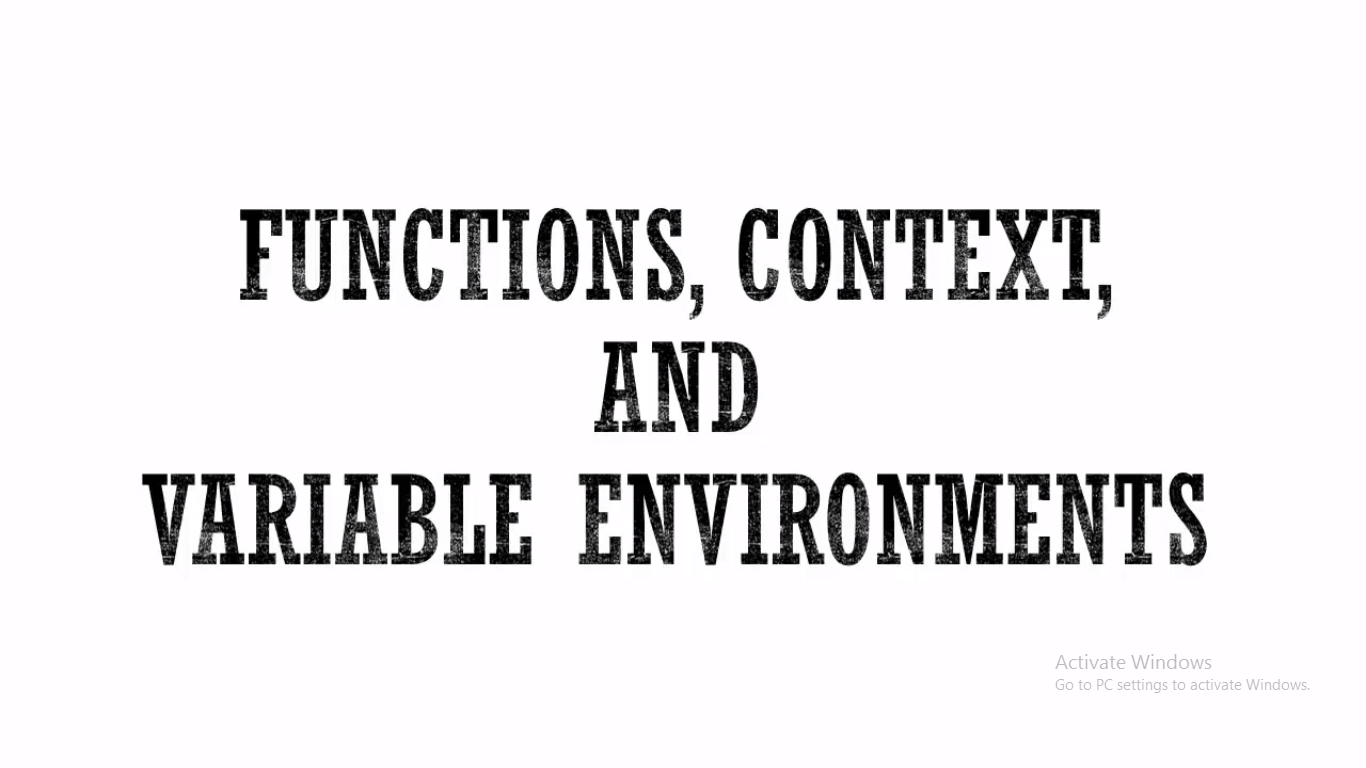 FUNCTIONS, CONTEXT,
AND
VARIABLE ENVIRONMENTS
Activate Windows
Go to PC settings to activate Windows.